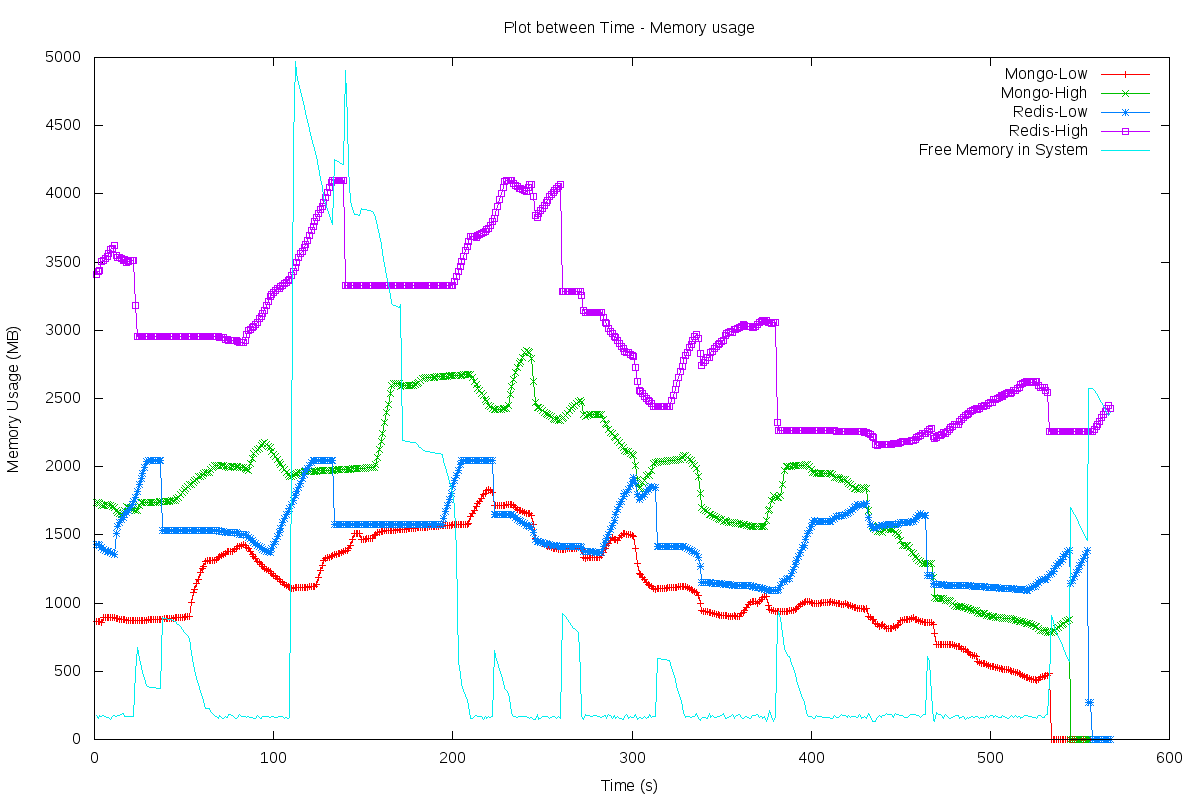 Plot between Time - Memory usage
Mongo-Low
Mongo-High
Redis-Low
Redis-High
Free Memory in System
Memory Usage (MB)
5000
4500
4000
3500
3000
2500
2000
1500
1000
500
0
0 100 200 300 400 500 600
Time (s)